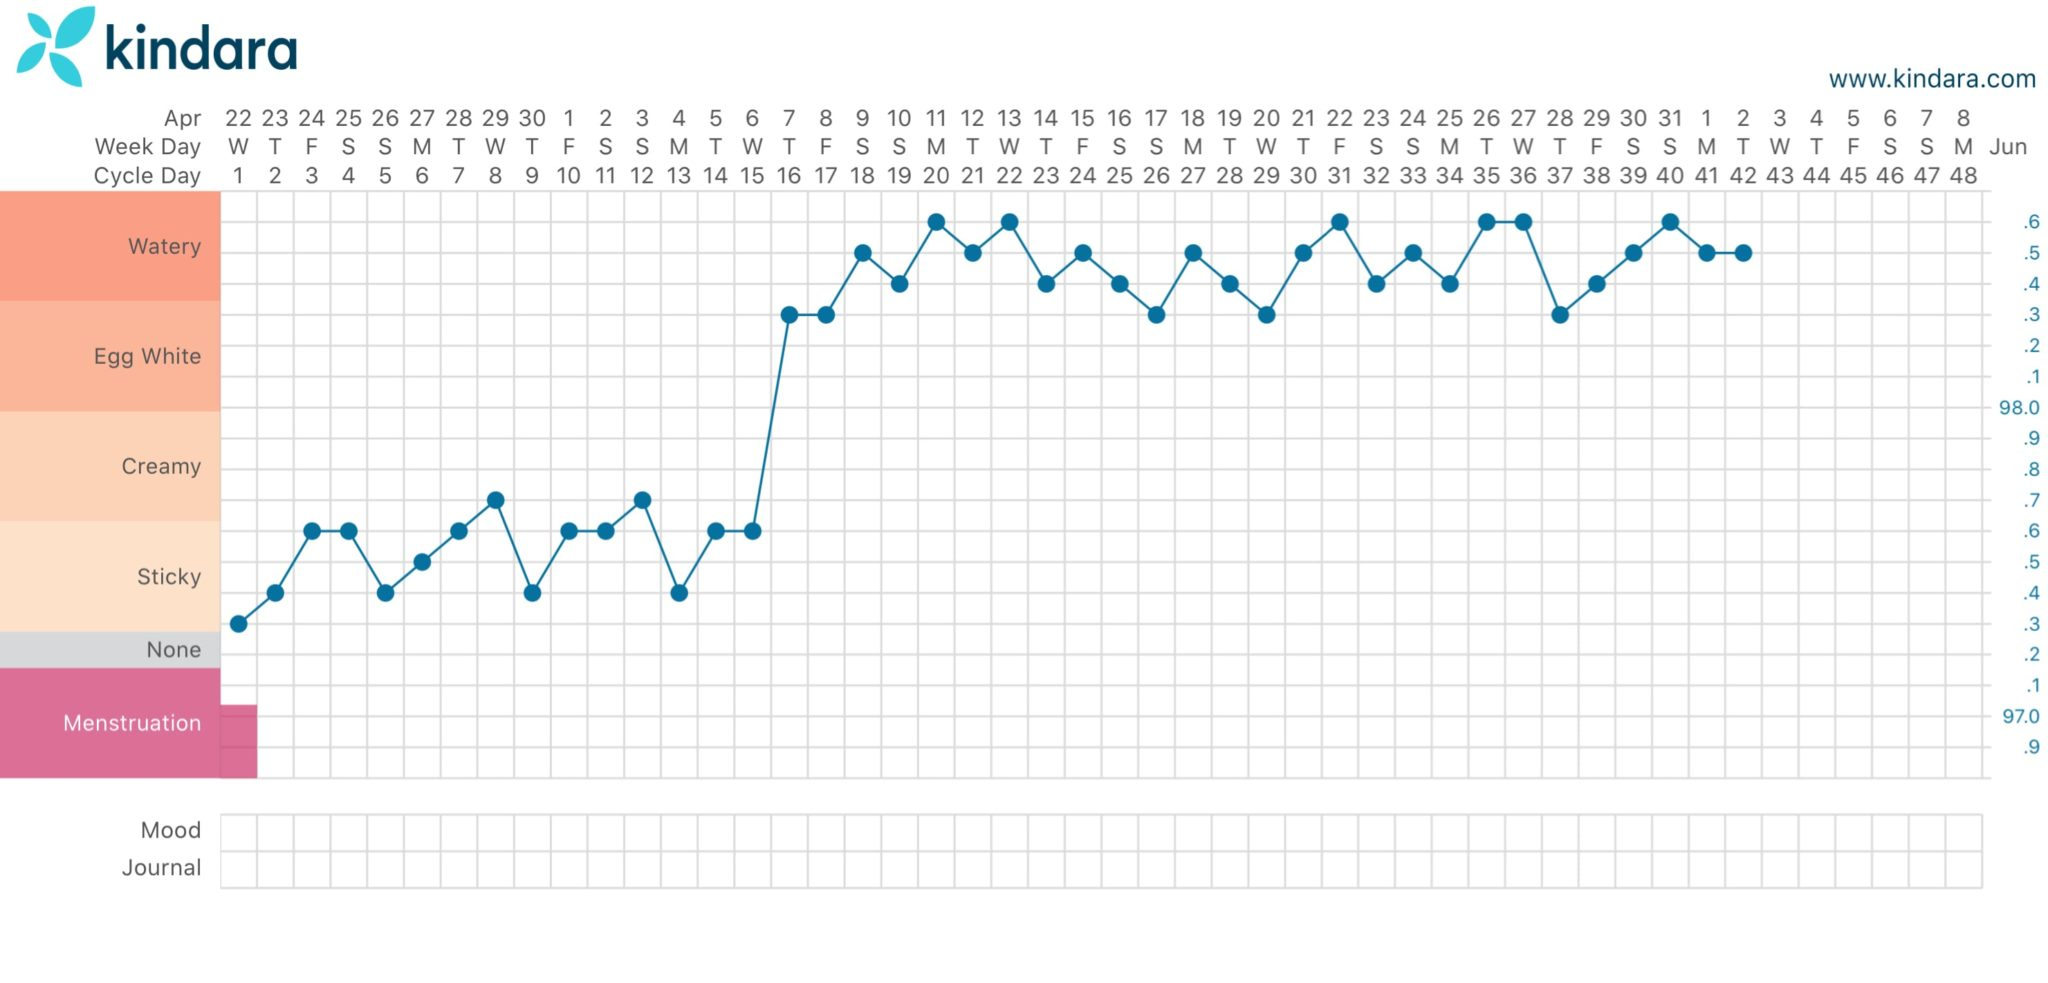 kindara
www.kindara.com
Apr 22 23 24 25 26 27 28 29 30 1 2 3 4 5 6 7 8 9 10 11 12 13 14 15 16 17 18 19 20 21 22 23 24 25 26 27 28 29 30 31 1 2 3 4 5 6 7 8
Week Day W T F S S M T W T F S S M T W T F S S M T W T F S S M T W T F S S M T W T F S S M T W T F S S M Jun
Cycle Day 1 2 3 4 5 6 7 8 9 10 11 12 13 14 15 16 17 18 19 20 21 22 23 24 25 26 27 28 29 30 31 32 33 34 35 36 37 38 39 40 41 42 43 44 45 46 47 48
.6
Watery
.5
.4
.3
Egg White
.2
.1
98.0
.9
Creamy
.8
.7
.6
.5
Sticky
.4
.3
None
.2
.1
Menstruation
97.0
.9
Mood
Journal